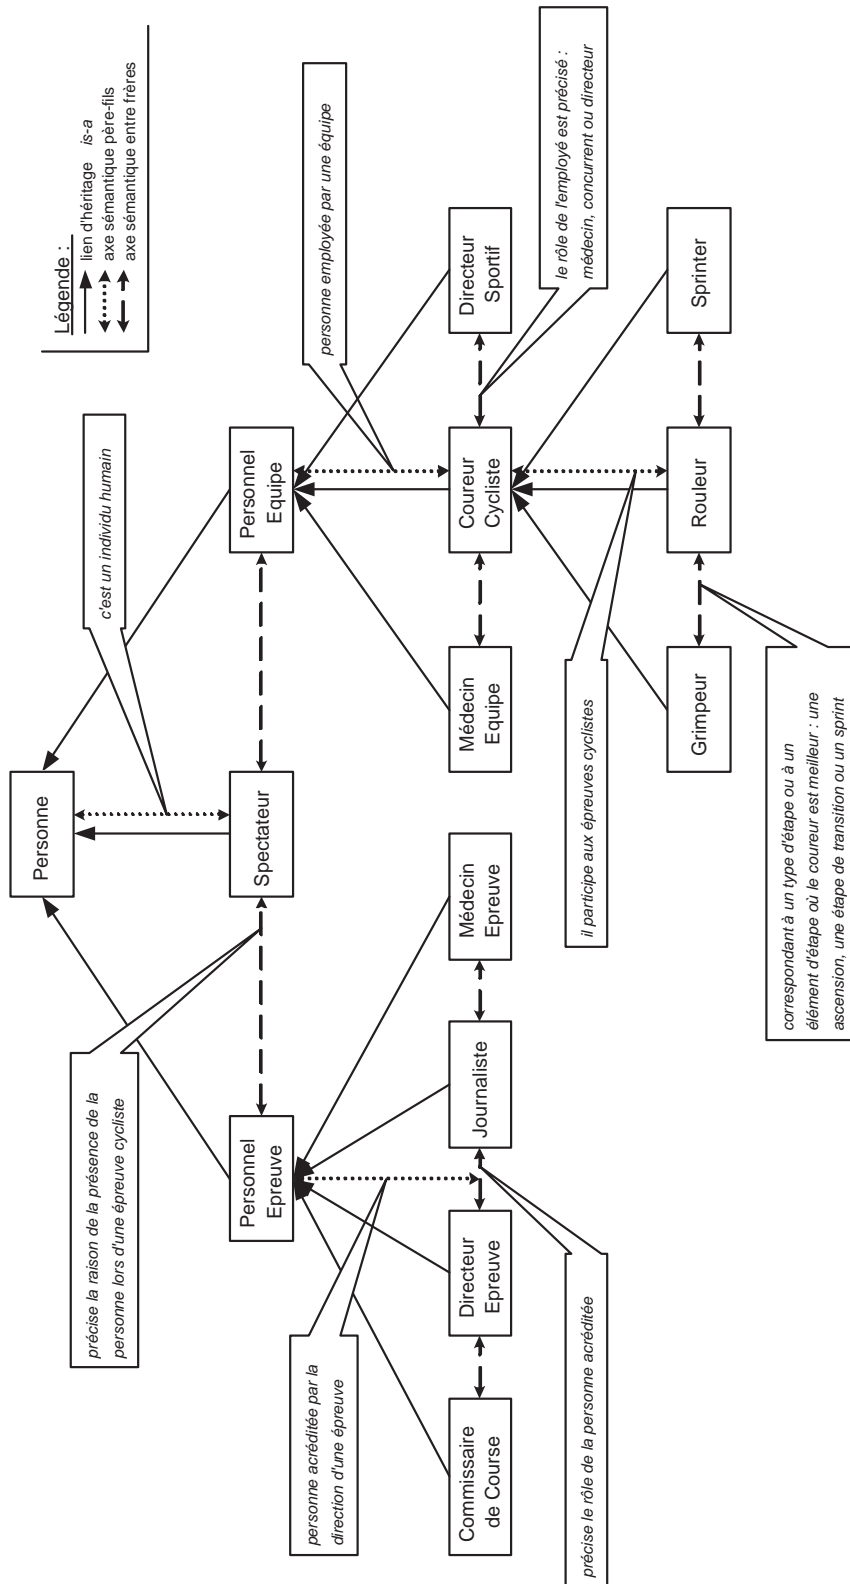 Légende :
lien d'héritage is-a
axe sémantique père-fils
axe sémantique entre frères
Personne
c'est un individu humain
précise la raison de la présence de la
personne lors d'une épreuve cycliste
Personnel
Epreuve
Spectateur
Personnel
Equipe
personne employée par une équipe
personne acréditée par la
direction d'une épreuve
Commissaire
de Course
Directeur
Epreuve
Journaliste
Médecin
Epreuve
Médecin
Equipe
Coureur
Cycliste
Directeur
Sportif
le rôle de l'employé est précisé :
médecin, concurrent ou directeur
précise le rôle de la personne acréditée
il participe aux épreuves cyclistes
Grimpeur
Rouleur
Sprinter
correspondant à un type d'étape ou à un
élément d'étape où le coureur est meilleur : une
ascension, une étape de transition ou un sprint